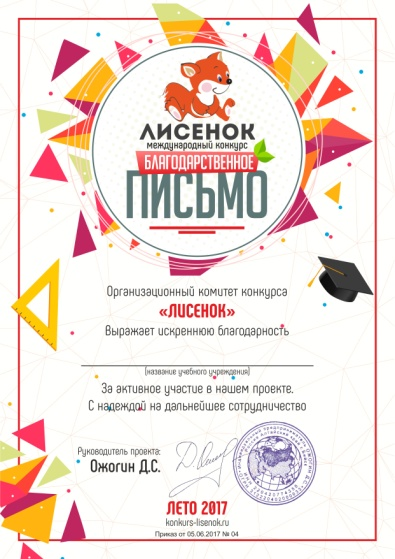 ЛИСЕНОК
МЕЖДУНАРОДНЫЙ КОНКУРС
БЛАГОДАРСТВЕННОЕ
ПИСЬМО
Организационный комитет конкурса
«ЛИСЕНОК»
Выражает искреннюю благодарность
(название учебного учреждения)
За активное участие в нашем проекте.
С надеждой на дальнейшее сотрудничество
Руководитель проекта:
Ожогин Д.С.
ЛЕТО 2017
konkurs-lisenok.ru
Приказ от 05.06.2017 № 04